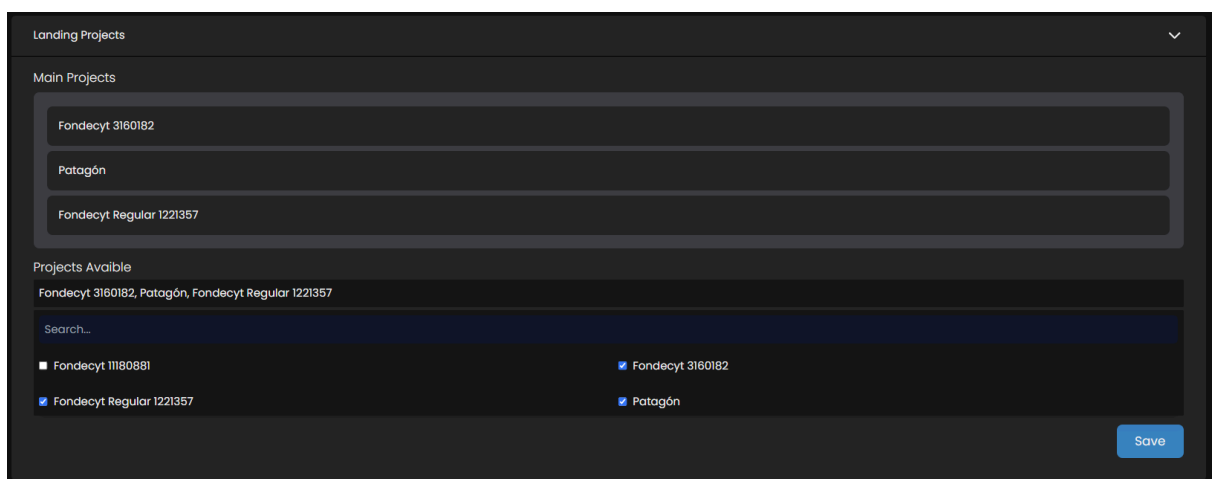 Landing Projects
Main Projects
Fondecyt 3160182
Patagón
Fondecyt Regular 1221357
Projects Avaible
Fondecyt 3160182, Patagón, Fondecyt Regular 1221357
Search...
Fondecyt 11180881 Fondecyt 3160182
Fondecyt Regular 1221357 Patagón
Save